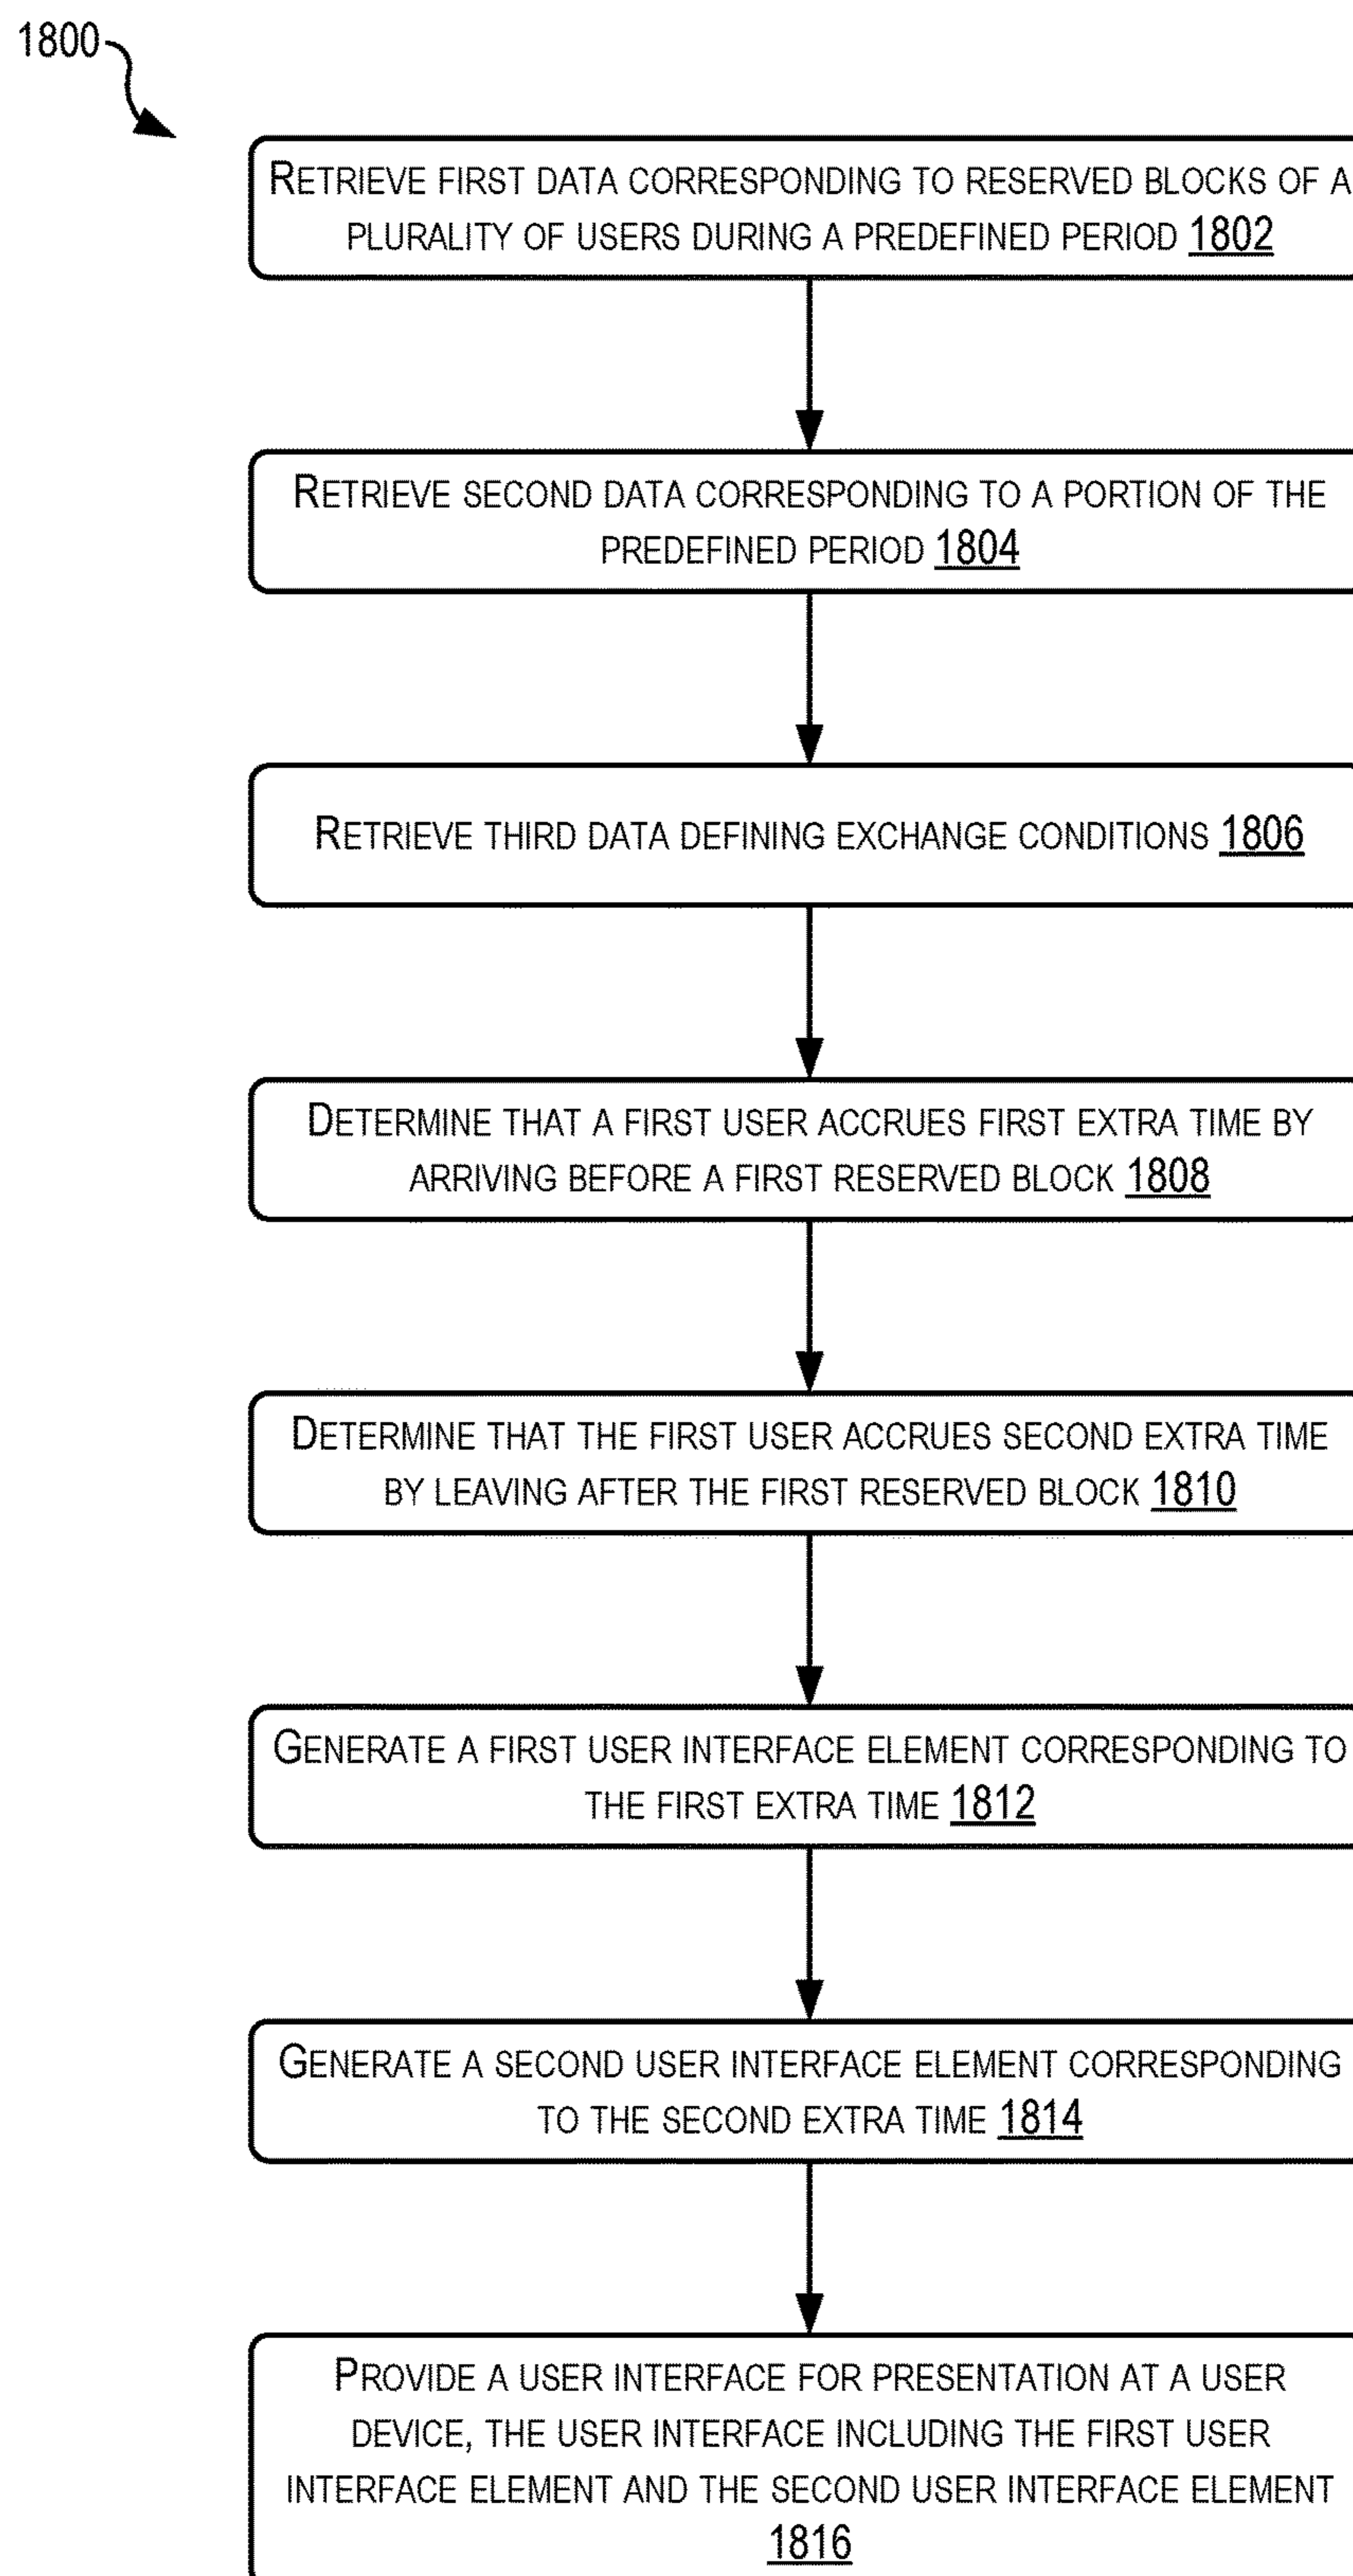 1800
RETRIEVE FIRST DATA CORRESPONDING TO RESERVED BLOCKS OF A
PLURALITY OF USERS DURING A PREDEFINED PERIOD 1802
RETRIEVE SECOND DATA CORRESPONDING TO A PORTION OF THE
PREDEFINED PERIOD 1804
RETRIEVE THIRD DATA DEFINING EXCHANGE CONDITIONS 1806
DETERMINE THAT A FIRST USER ACCRUES FIRST EXTRA TIME BY
ARRIVING BEFORE A FIRST RESERVED BLOCK 1808
DETERMINE THAT THE FIRST USER ACCRUES SECOND EXTRA TIME
BY LEAVING AFTER THE FIRST RESERVED BLOCK 1810
GENERATE A FIRST USER INTERFACE ELEMENT CORRESPONDING TO
THE FIRST EXTRA TIME 1812
GENERATE A SECOND USER INTERFACE ELEMENT CORRESPONDING
TO THE SECOND EXTRA TIME 1814
PROVIDE A USER INTERFACE FOR PRESENTATION AT A USER
DEVICE, THE USER INTERFACE INCLUDING THE FIRST USER
INTERFACE ELEMENT AND THE SECOND USER INTERFACE ELEMENT
1816